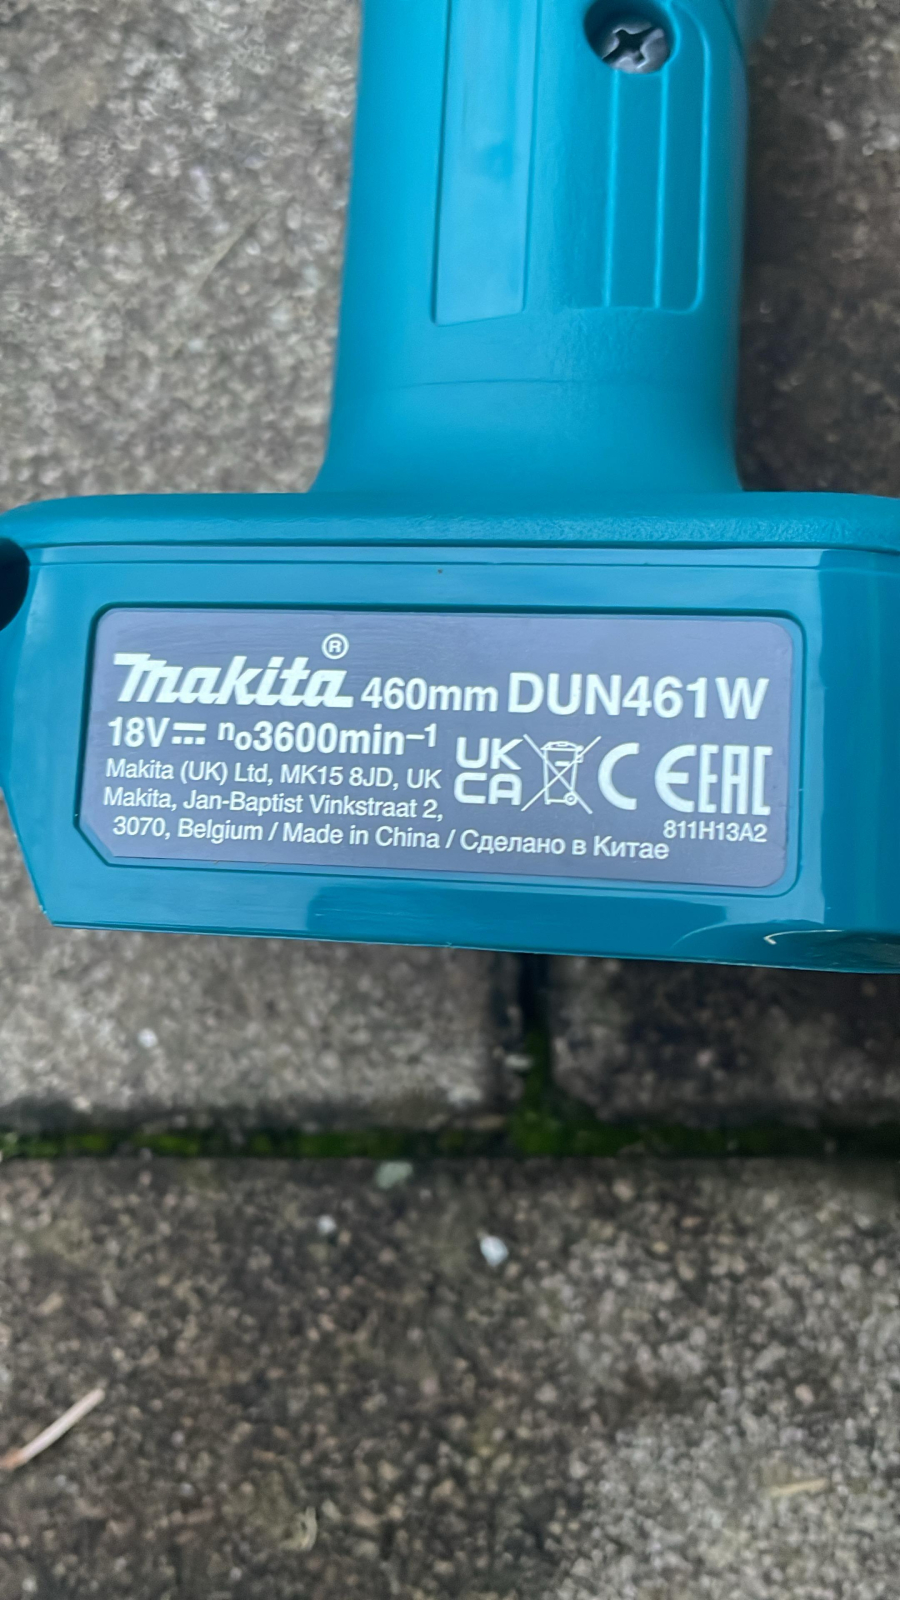 makita® 460mm DUN461W
18V⎓ no3600min⁻¹
Makita (UK) Ltd, MK15 8JD, UK
Makita, Jan-Baptist Vinkstraat 2,
3070, Belgium / Made in China / Сделано в Китае
UK
CA
CE EAC
811H13A2